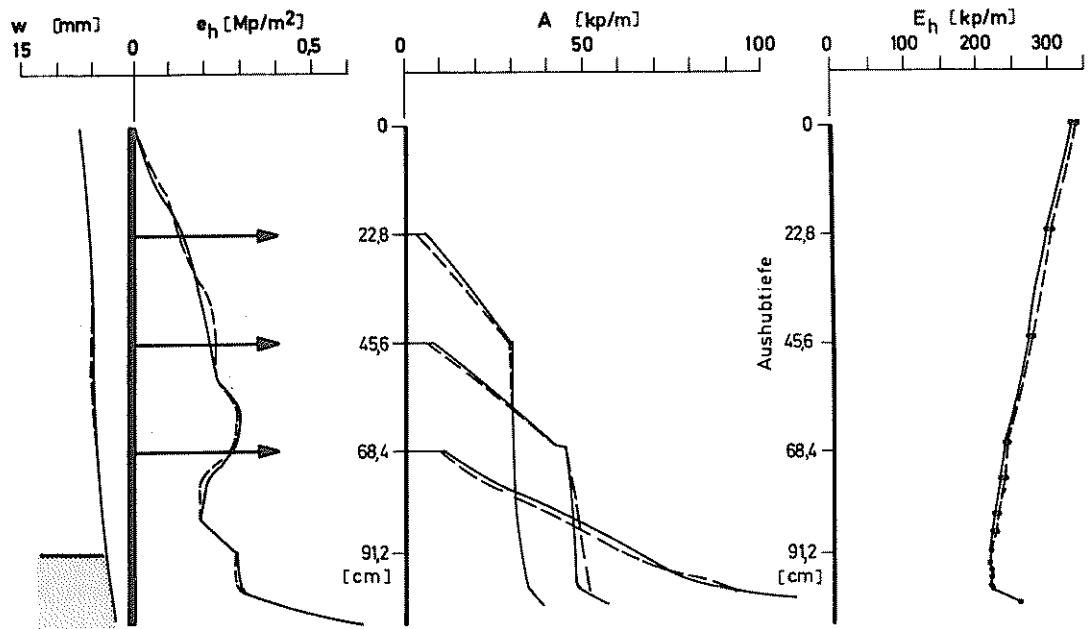 w [mm]
15
e_h [Mp/m²]
0 0,5
A [kp/m]
0 50 100
E_h [kp/m]
0 100 200 300
0
22,8
45,6
68,4
91,2
[cm]
Aushubtiefe
0
22,8
45,6
68,4
91,2
[cm]